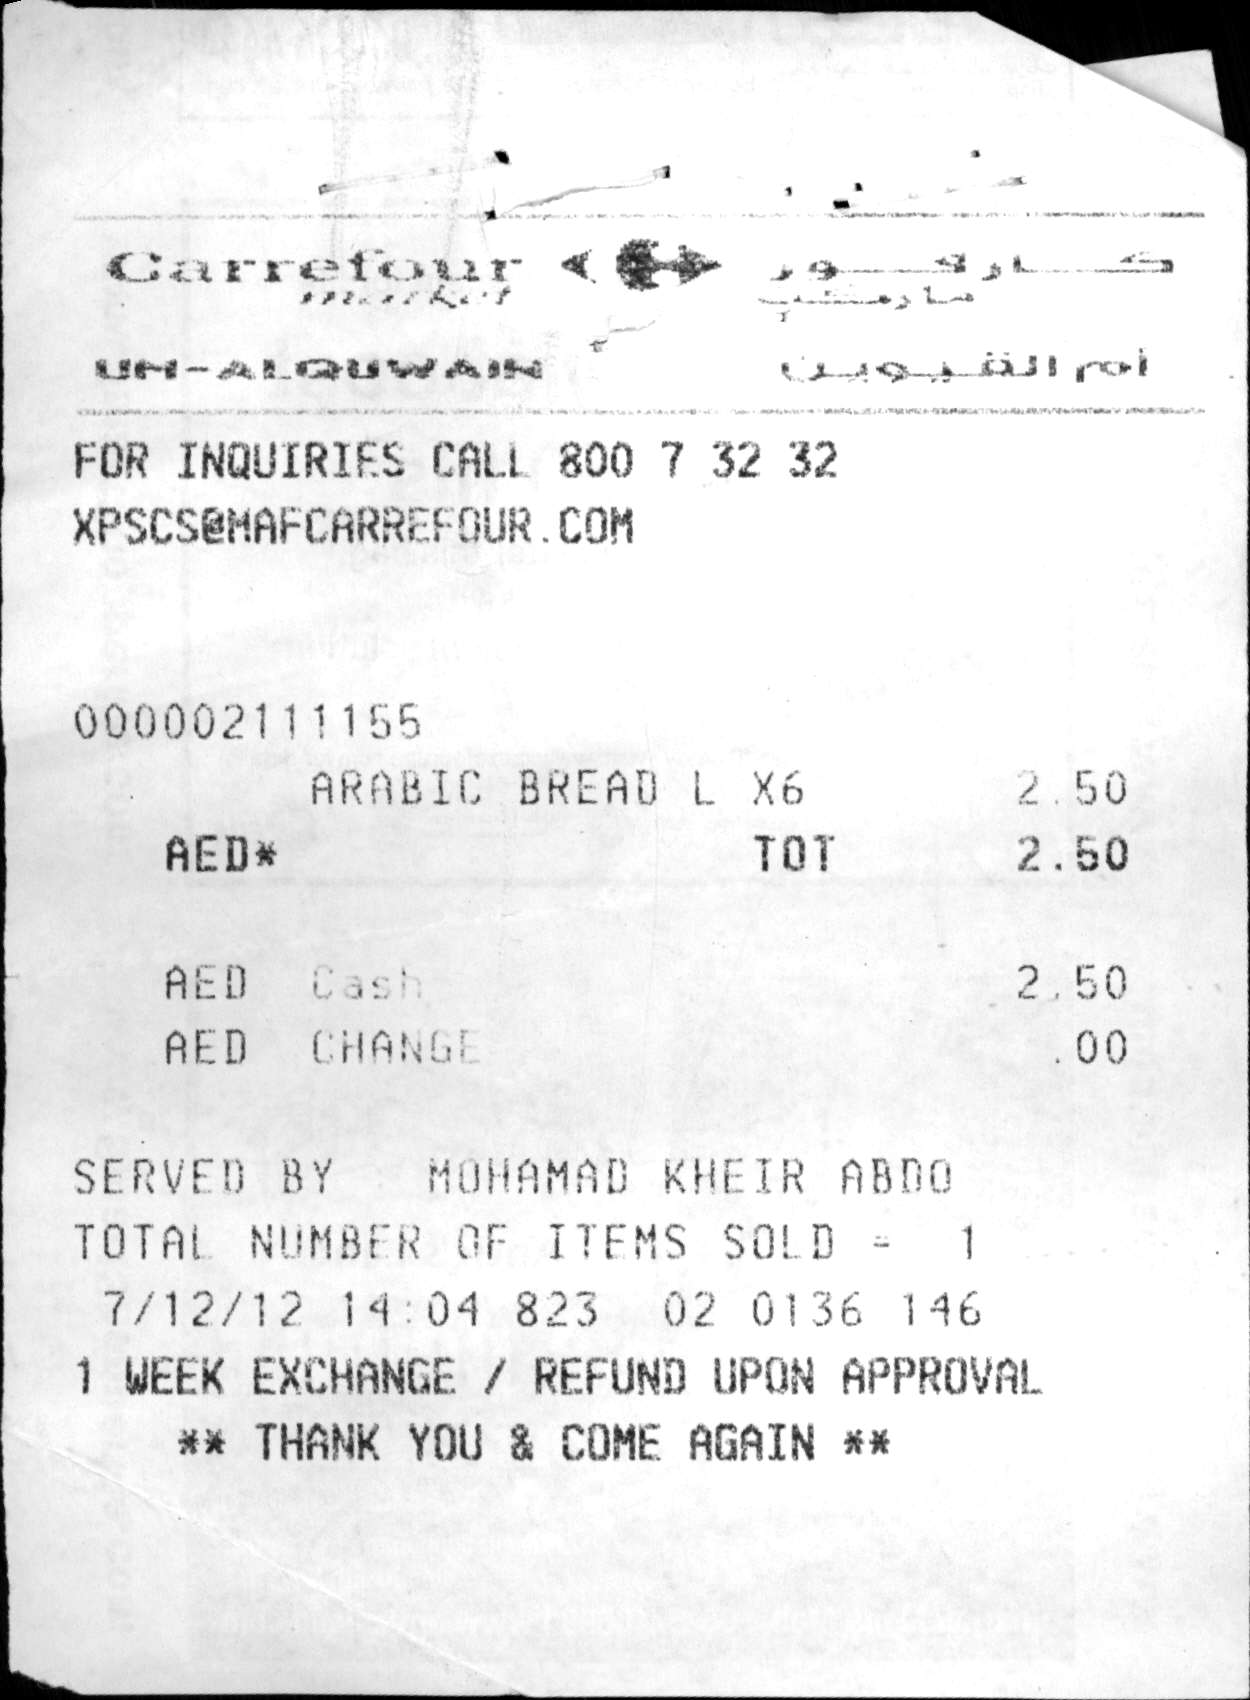 Carrefour كارفور
market ماركت
UM-ALQUWAIN أم القيوين
FOR INQUIRIES CALL 800 7 32 32
XPSCS@MAFCARREFOUR.COM
000002111155
ARABIC BREAD L X6 2.50
AED* TOT 2.50
AED Cash 2.50
AED CHANGE .00
SERVED BY MOHAMAD KHEIR ABDO
TOTAL NUMBER OF ITEMS SOLD = 1
7/12/12 14:04 823 02 0136 146
1 WEEK EXCHANGE / REFUND UPON APPROVAL
** THANK YOU & COME AGAIN **